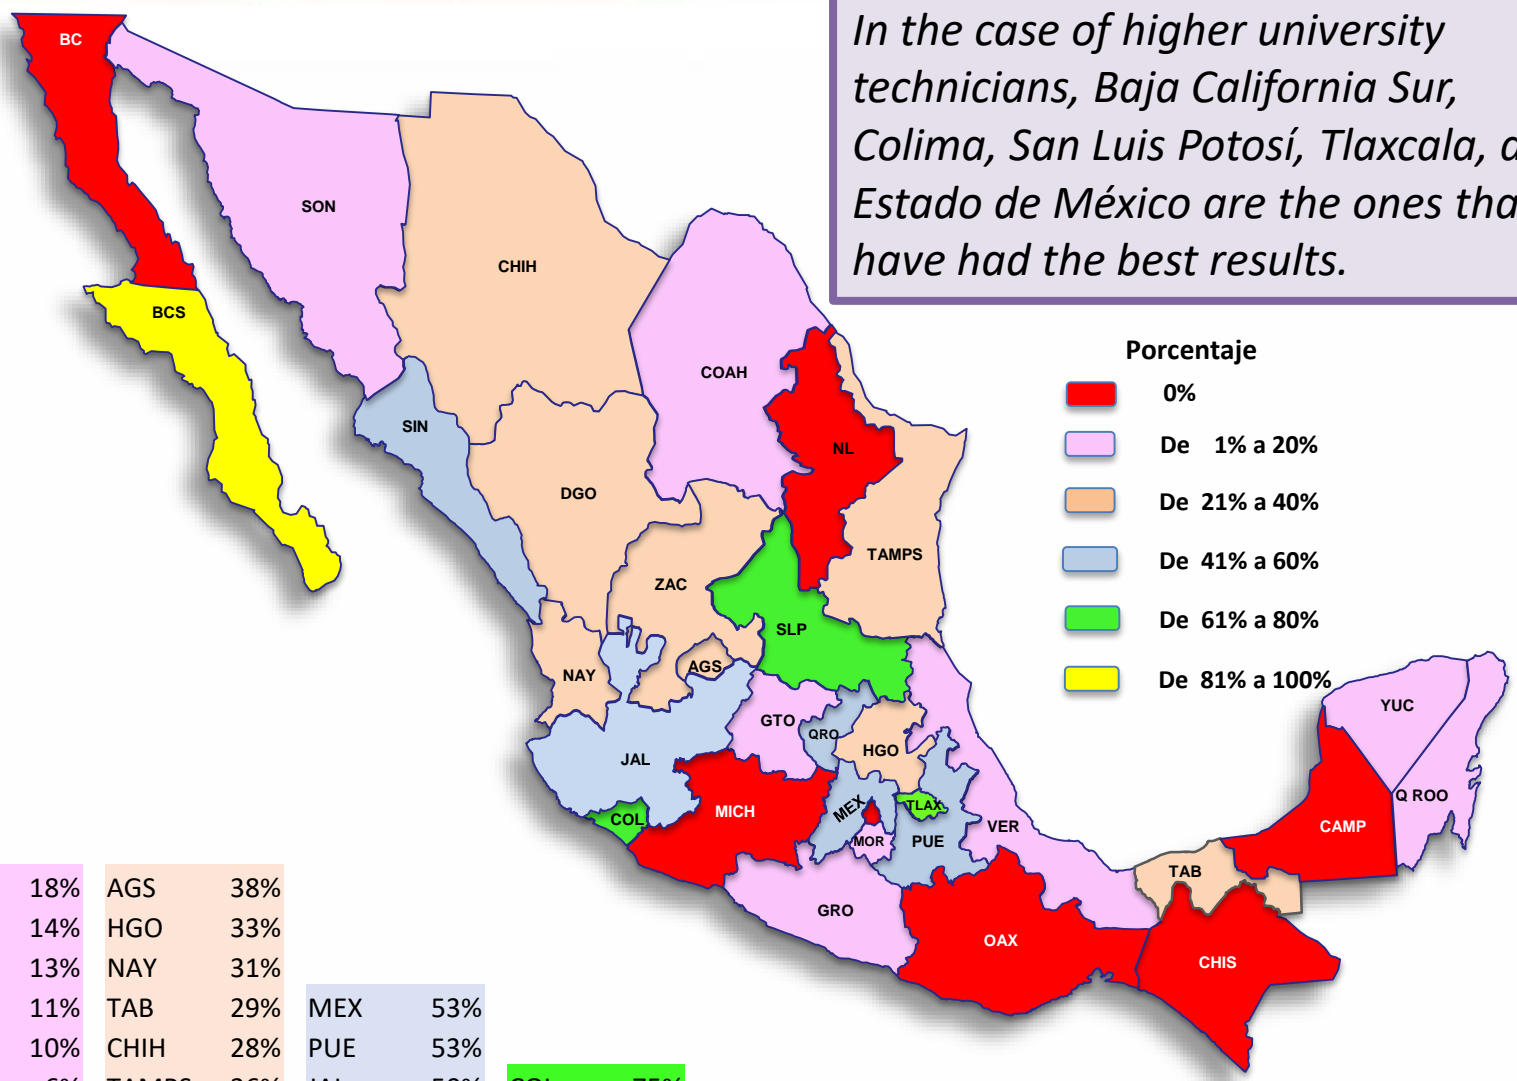 In the case of higher university
technicians, Baja California Sur,
Colima, San Luis Potosí, Tlaxcala,
Estado de México are the ones
have had the best results.
Porcentaje
0%
De 1% a 20%
De 21% a 40%
De 41% a 60%
De 61% a 80%
De 81% a 100%
BC
SON
CHIH
BCS
COAH
SIN
NL
DGO
TAMPS
ZAC
SLP
AGS
NAY
YUC
GTO
QRO
HGO
JAL
Q ROO
MEX
TLAX
COL
MICH
CAMP
VER
MOR
PUE
TAB
GRO
OAX
CHIS
18% AGS 38%
14% HGO 33%
13% NAY 31%
11% TAB 29% MEX 53%
10% CHIH 28% PUE 53%